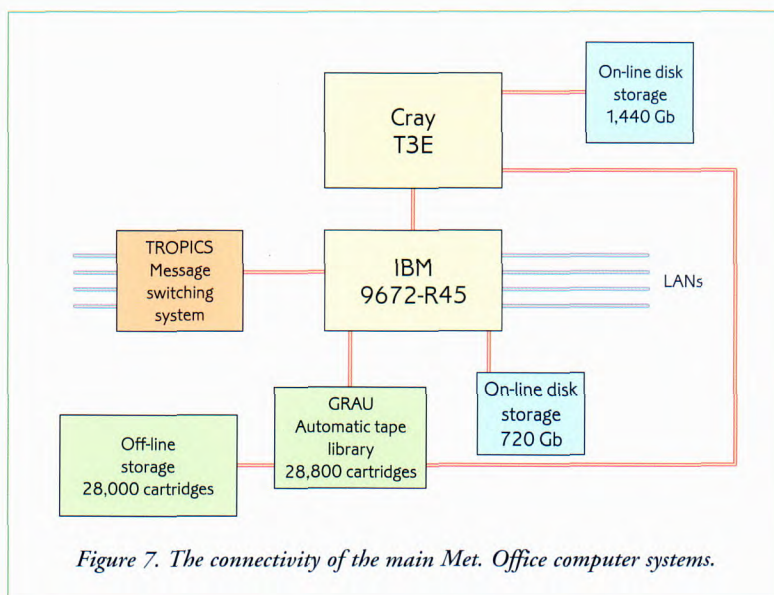 Cray
T3E
On-line disk
storage
1,440 Gb
TROPICS
Message
switching
system
IBM
9672-R45
LANs
GRAU
Automatic tape
library
28,800 cartridges
On-line disk
storage
720 Gb
Off-line
storage
28,000 cartridges
Figure 7. The connectivity of the main Met. Office computer systems.